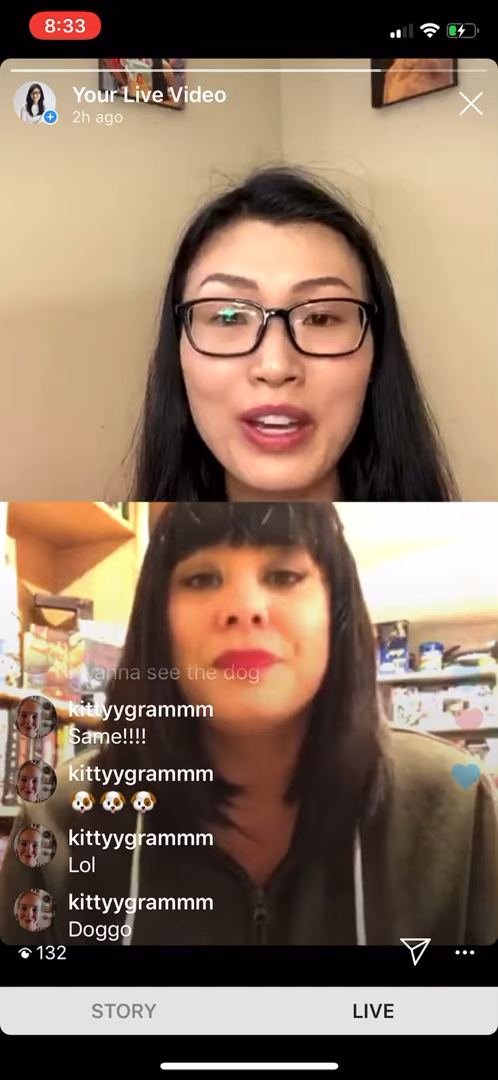 8:33
Your Live Video
2h ago
wanna see the dog
kittyygrammm
Same!!!!
kittyygrammm
🐶🐶🐶
kittyygrammm
Lol
kittyygrammm
Doggo
132
STORY
LIVE